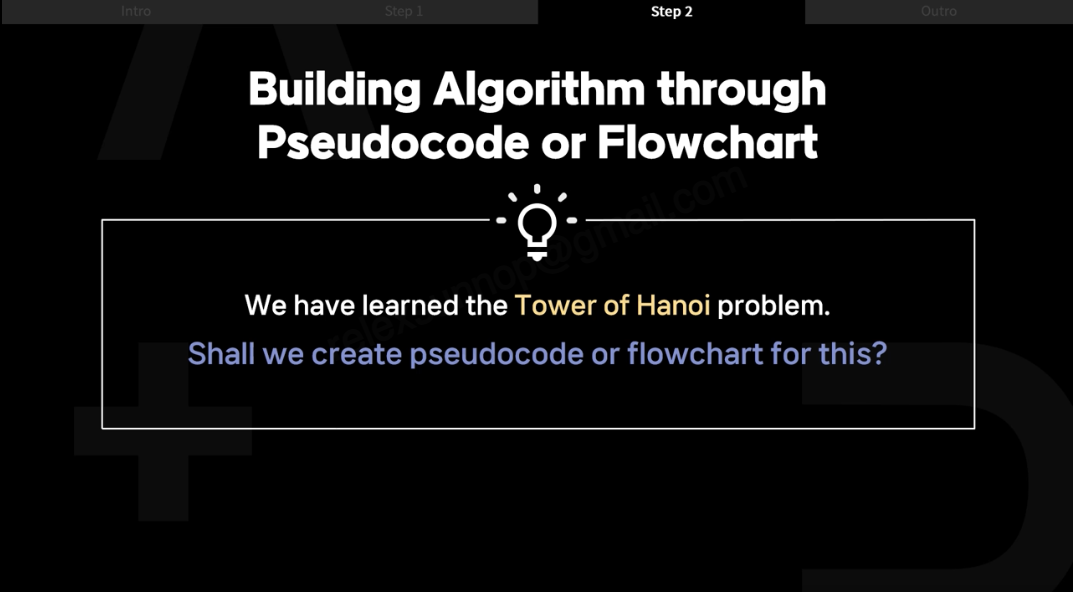 Intro
Step 1
Step 2
Outro
Building Algorithm through
Pseudocode or Flowchart
We have learned the Tower of Hanoi problem.
Shall we create pseudocode or flowchart for this?